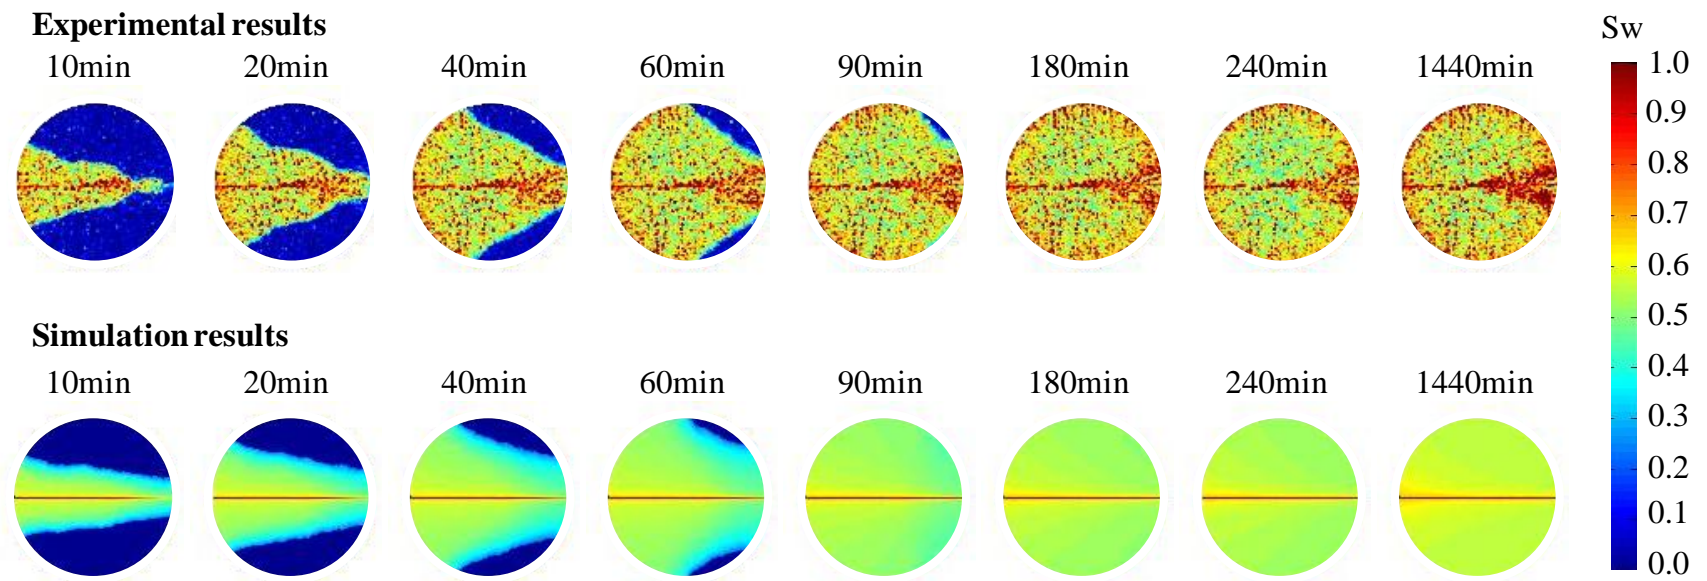 Experimental results
10min 20min 40min 60min 90min 180min 240min 1440min
Simulation results
10min 20min 40min 60min 90min 180min 240min 1440min
Sw
1.0
0.9
0.8
0.7
0.6
0.5
0.4
0.3
0.2
0.1
0.0